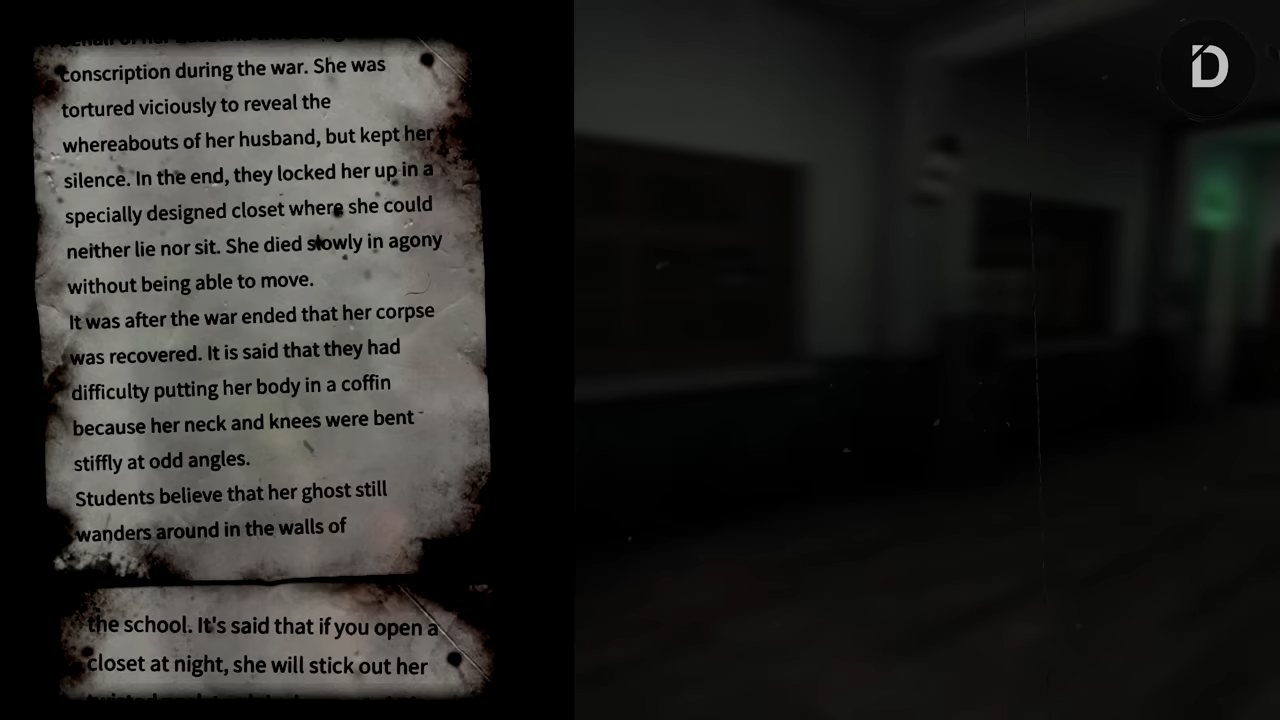 conscription during the war. She was
tortured viciously to reveal the
whereabouts of her husband, but kept her
silence. In the end, they locked her up in a
specially designed closet where she could
neither lie nor sit. She died slowly in agony
without being able to move.
It was after the war ended that her corpse
was recovered. It is said that they had
difficulty putting her body in a coffin
because her neck and knees were bent
stiffly at odd angles.
Students believe that her ghost still
wanders around in the walls of
the school. It's said that if you open a
closet at night, she will stick out her
D